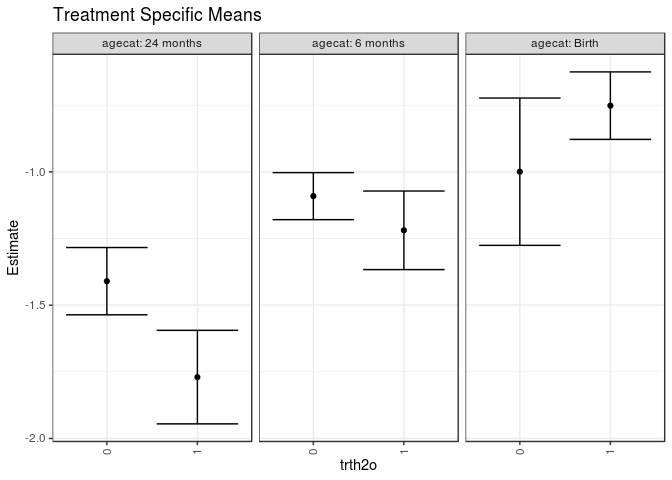 Treatment Specific Means
agecat: 24 months
agecat: 6 months
agecat: Birth
Estimate
-1.0
-1.5
-2.0
0
1
0
1
0
1
trth2o